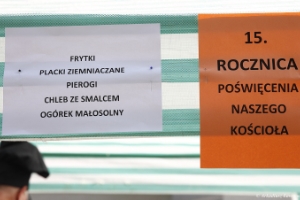 FRYTKI
PLACKI ZIEMNIACZANE
PIEROGI
CHLEB ZE SMALCEM
OGÓREK MAŁOSOLNY
15.
ROCZNICA
POŚWIĘCENIA
NASZEGO
KOŚCIOŁA